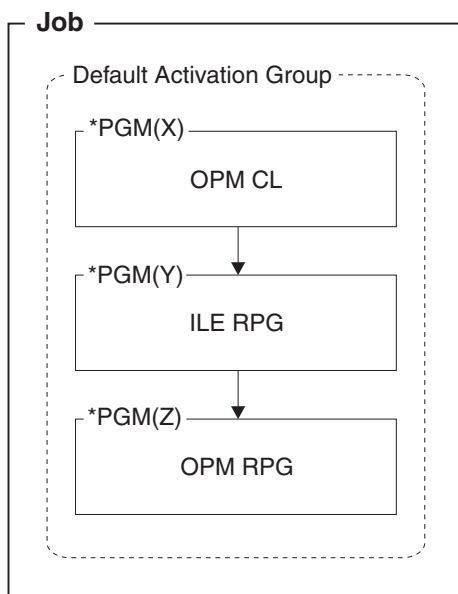 Job
Default Activation Group
*PGM(X)
OPM CL
*PGM(Y)
ILE RPG
*PGM(Z)
OPM RPG